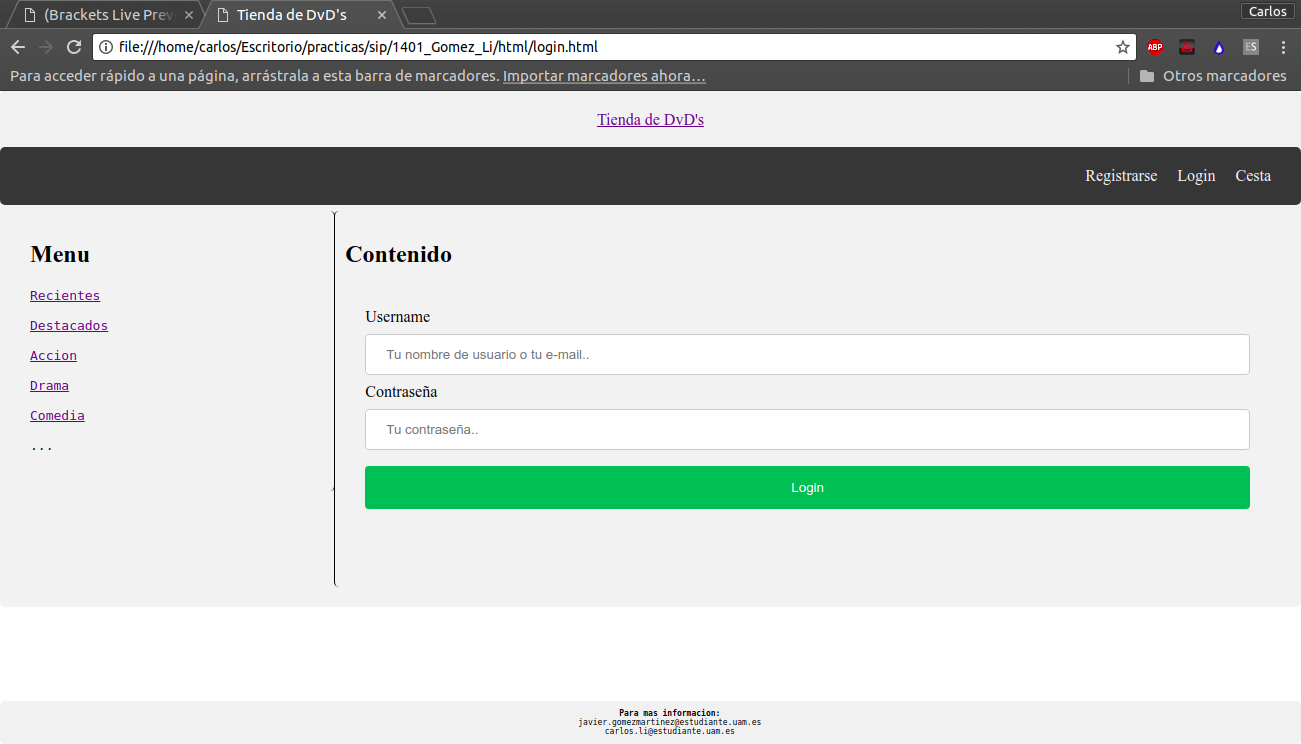 (Brackets Live Prev
Tienda de DvD's
Carlos
file:///home/carlos/Escritorio/practicas/sip/1401_Gomez_Li/html/login.html
ABP
ES
Para acceder rápido a una página, arrástrala a esta barra de marcadores. Importar marcadores ahora...
Otros marcadores
Tienda de DvD's
Registrarse Login Cesta
Menu
Recientes
Destacados
Accion
Drama
Comedia
...
Contenido
Username
Tu nombre de usuario o tu e-mail..
Contraseña
Tu contraseña..
Login
Para mas informacion:
javier.gomezmartinez@estudiante.uam.es
carlos.li@estudiante.uam.es